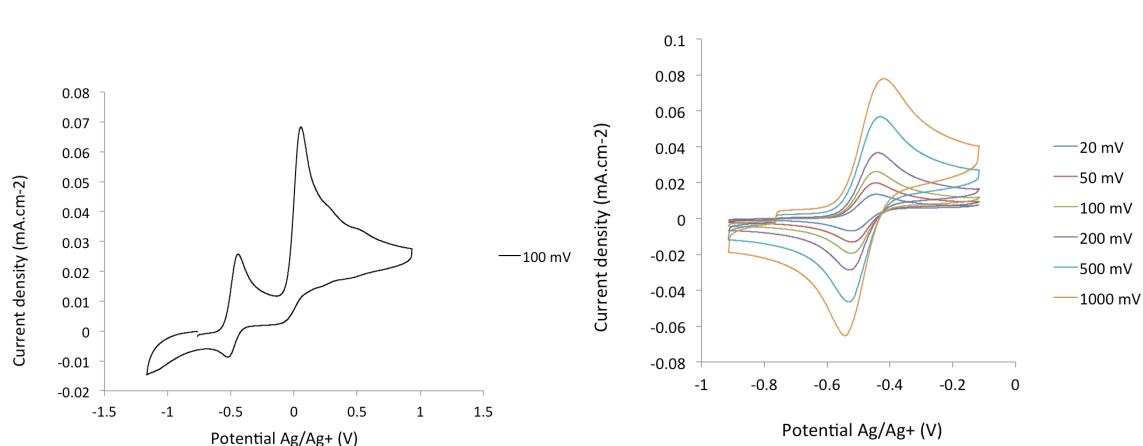 0.08
0.07
0.06
0.05
0.04
0.03
0.02
0.01
0
-0.01
-0.02
-1.5 -1 -0.5 0 0.5 1 1.5
Current density (mA.cm-2)
Potential Ag/Ag+ (V)
100 mV
0.1
0.08
0.06
0.04
0.02
0
-0.02
-0.04
-0.06
-0.08
-1 -0.8 -0.6 -0.4 -0.2 0
Current density (mA.cm-2)
Potential Ag/Ag+ (V)
20 mV
50 mV
100 mV
200 mV
500 mV
1000 mV